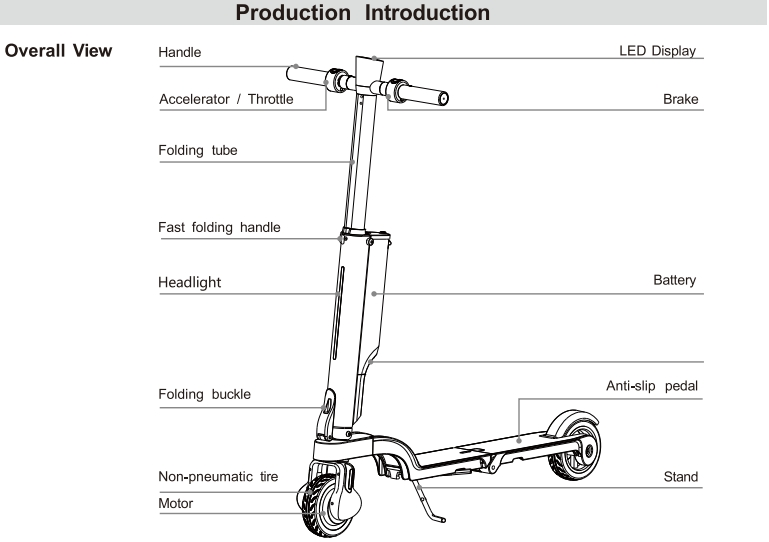 Production Introduction
Overall View
Handle
LED Display
Accelerator / Throttle
Brake
Folding tube
Fast folding handle
Headlight
Battery
Folding buckle
Anti-slip pedal
Non-pneumatic tire
Stand
Motor